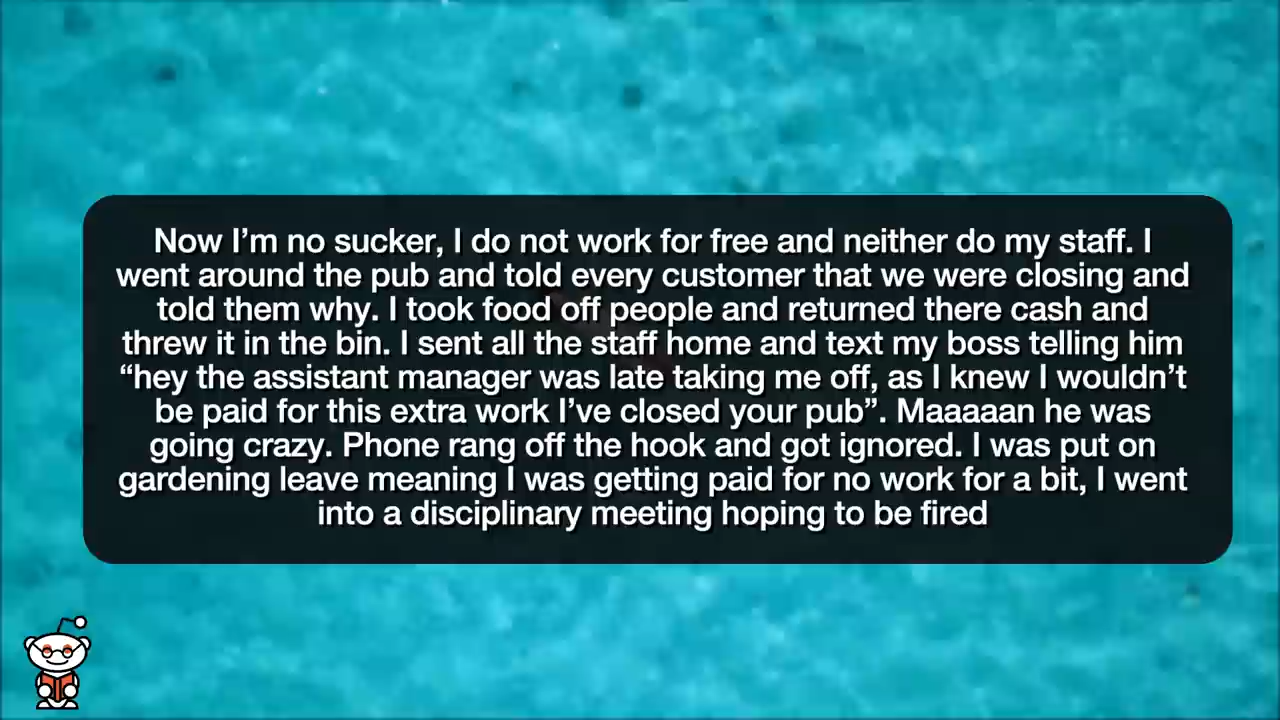 Now I’m no sucker, I do not work for free and neither do my staff. I
went around the pub and told every customer that we were closing and
told them why. I took food off people and returned there cash and
threw it in the bin. I sent all the staff home and text my boss telling him
“hey the assistant manager was late taking me off, as I knew I wouldn’t
be paid for this extra work I’ve closed your pub”. Maaaaan he was
going crazy. Phone rang off the hook and got ignored. I was put on
gardening leave meaning I was getting paid for no work for a bit, I went
into a disciplinary meeting hoping to be fired